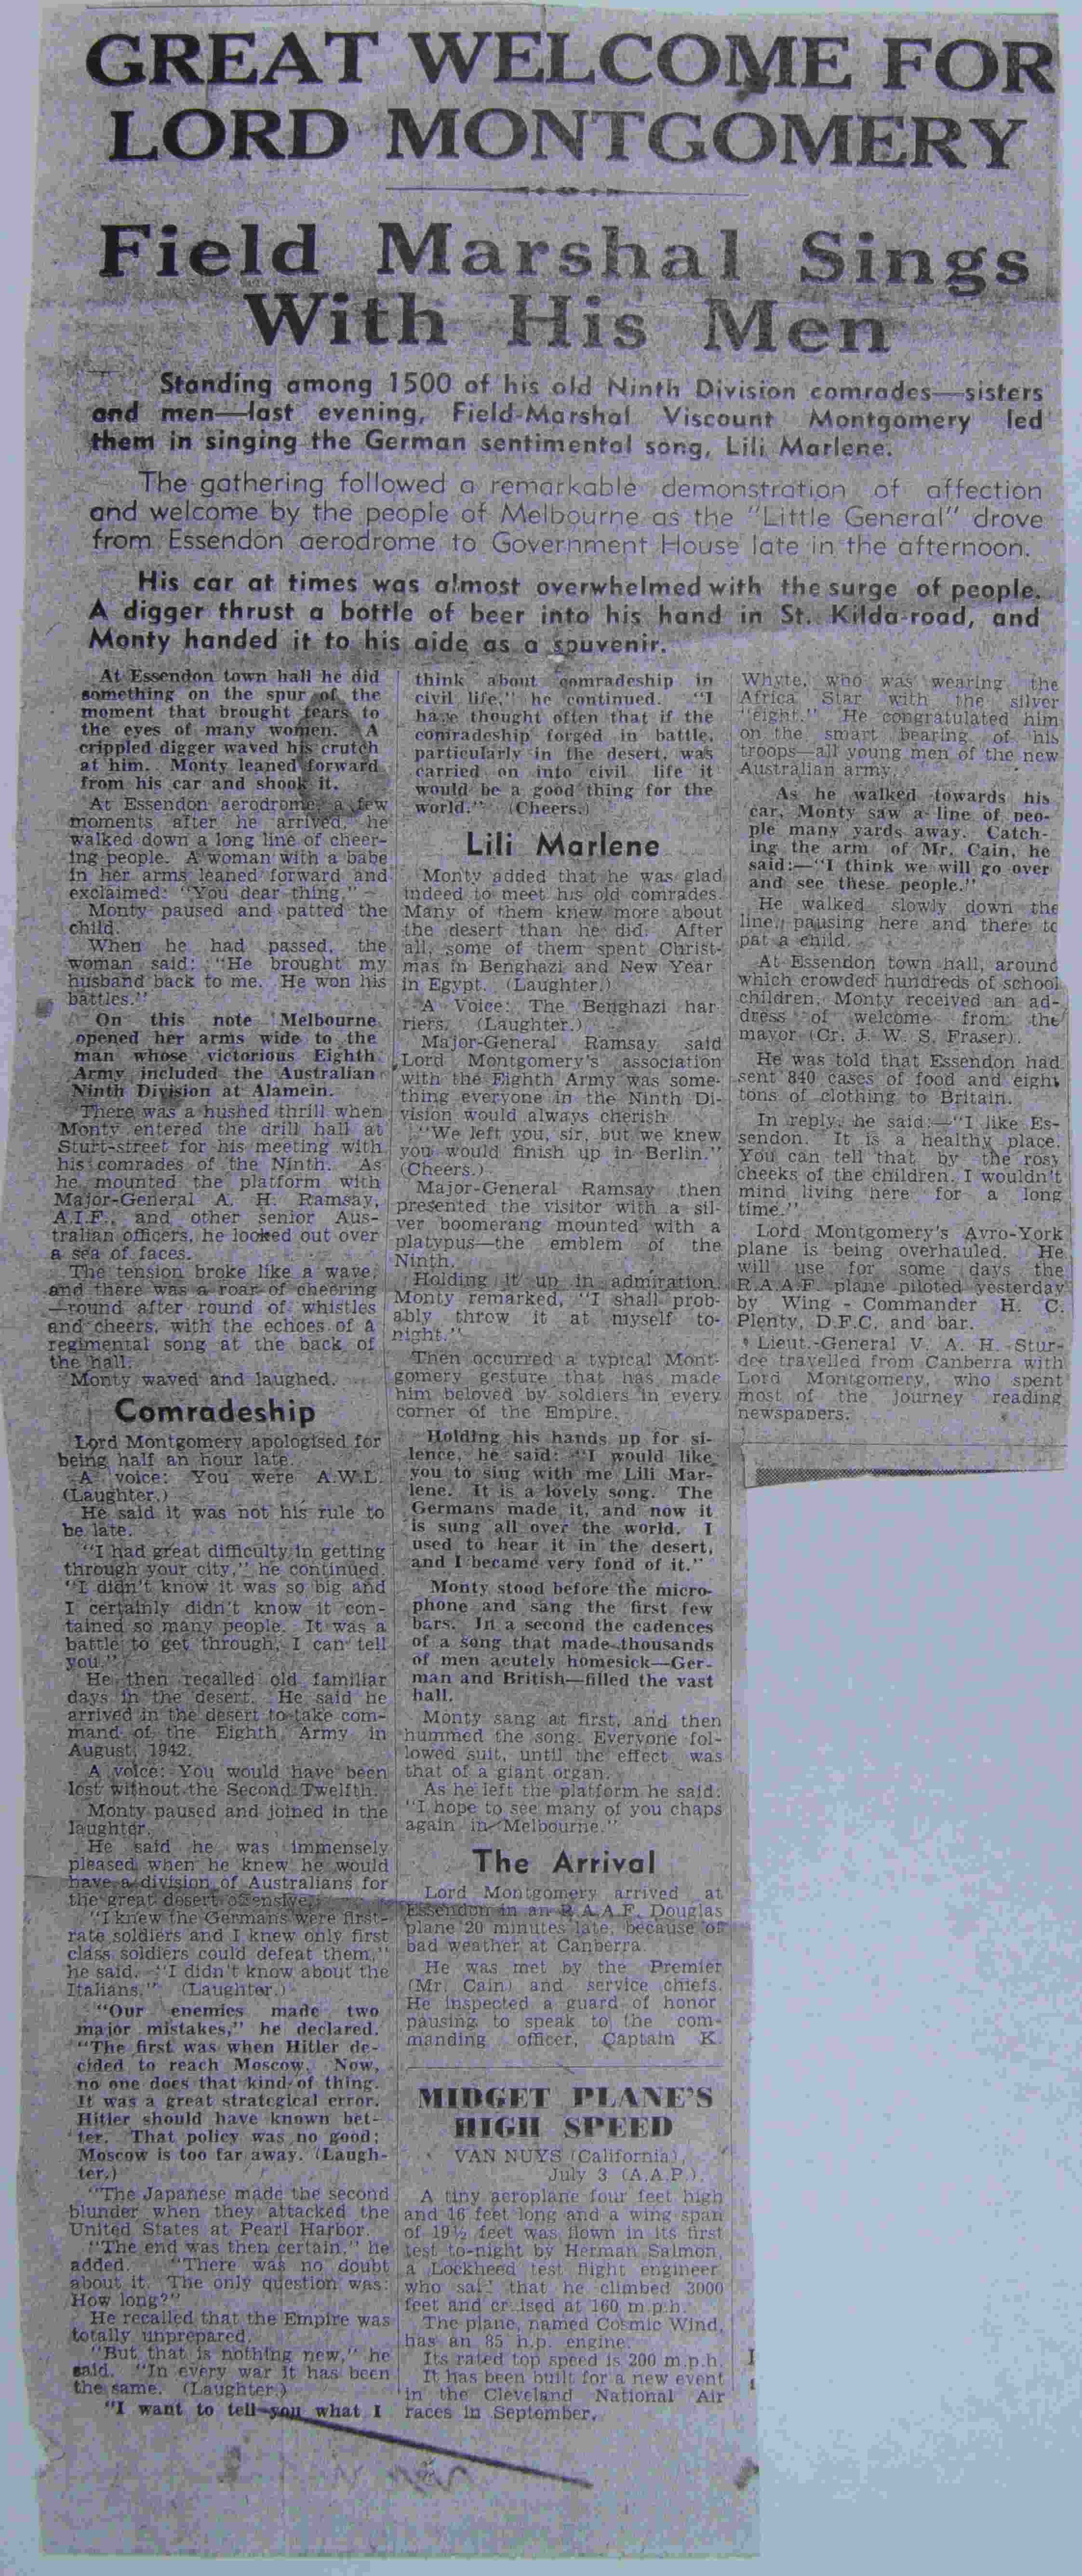 GREAT WELCOME FOR
LORD MONTGOMERY
Field Marshal Sings
With His Men
Standing among 1500 of his old Ninth Division comrades—sisters
and men—last evening, Field-Marshal Viscount Montgomery led
them in singing the German sentimental song, Lili Marlene.
The gathering followed a remarkable demonstration of affection
and welcome by the people of Melbourne as the "Little General" drove
from Essendon aerodrome to Government House late in the afternoon.
His car at times was almost overwhelmed with the surge of people.
A digger thrust a bottle of beer into his hand in St. Kilda-road, and
Monty handed it to his aide as a souvenir.
At Essendon town hall he did
something on the spur of the
moment that brought tears to
the eyes of many women. A
crippled digger waved his crutch
at him. Monty leaned forward
from his car and shook it.
At Essendon aerodrome, a few
moments after he arrived, he
walked down a long line of cheer-
ing people. A woman with a babe
in her arms leaned forward and
exclaimed: "You dear thing."
Monty paused and patted the
child.
When he had passed, the
woman said: "He brought my
husband back to me. He won his
battles."
On this note Melbourne
opened her arms wide to the
man whose victorious Eighth
Army included the Australian
Ninth Division at Alamein.
There was a hushed thrill when
Monty entered the drill hall at
Sturt-street for his meeting with
his comrades of the Ninth. As
he mounted the platform with
Major-General A. H. Ramsay,
A.I.F., and other senior Aus-
tralian officers, he looked out over
a sea of faces.
The tension broke like a wave,
and there was a roar of cheering
—round after round of whistles
and cheers, with the echoes of a
regimental song at the back of
the hall.
Monty waved and laughed.
Comradeship
Lord Montgomery apologised for
being half an hour late.
A voice: You were A.W.L.
(Laughter.)
He said it was not his rule to
be late.
"I had great difficulty in getting
through your city," he continued.
"I didn't know it was so big and
I certainly didn't know it con-
tained so many people. It was a
battle to get through, I can tell
you."
He then recalled old familiar
days in the desert. He said he
arrived in the desert to take com-
mand of the Eighth Army in
August, 1942.
A voice: You would have been
lost without the Second Twelfth.
Monty paused and joined in the
laughter.
He said he was immensely
pleased when he knew he would
have a division of Australians for
the great desert offensive.
"I knew the Germans were first-
rate soldiers and I knew only first
class soldiers could defeat them,"
he said. "I didn't know about the
Italians." (Laughter.)
"Our enemies made two
major mistakes," he declared.
"The first was when Hitler de-
cided to reach Moscow. Now,
no one does that kind of thing.
It was a great strategical error.
Hitler should have known bet-
ter. That policy was no good;
Moscow is too far away. (Laugh-
ter.)
"The Japanese made the second
blunder when they attacked the
United States at Pearl Harbor.
"The end was then certain," he
added. "There was no doubt
about it. The only question was:
How long?"
He recalled that the Empire was
totally unprepared.
"But that is nothing new," he
said. "In every war it has been
the same. (Laughter.)
"I want to tell you what I
think about comradeship in
civil life," he continued. "I
have thought often that if the
comradeship forged in battle,
particularly in the desert, was
carried on into civil life it
would be a good thing for the
world." (Cheers.)
Lili Marlene
Monty added that he was glad
indeed to meet his old comrades.
Many of them knew more about
the desert than he did. After
all, some of them spent Christ-
mas in Benghazi and New Year
in Egypt. (Laughter.)
A Voice: The Benghazi har-
riers. (Laughter.)
Major-General Ramsay said
Lord Montgomery's association
with the Eighth Army was some-
thing everyone in the Ninth Di-
vision would always cherish.
"We left you, sir, but we knew
you would finish up in Berlin."
(Cheers.)
Major-General Ramsay then
presented the visitor with a sil-
ver boomerang mounted with a
platypus—the emblem of the
Ninth.
Holding it up in admiration,
Monty remarked, "I shall prob-
ably throw it at myself to-
night."
Then occurred a typical Mont-
gomery gesture that has made
him beloved by soldiers in every
corner of the Empire.
Holding his hands up for si-
lence, he said: "I would like
you to sing with me Lili Mar-
lene. It is a lovely song. The
Germans made it, and now it
is sung all over the world. I
used to hear it in the desert,
and I became very fond of it."
Monty stood before the micro-
phone and sang the first few
bars. In a second the cadences
of a song that made thousands
of men acutely homesick—Ger-
man and British—filled the vast
hall.
Monty sang at first, and then
hummed the song. Everyone fol-
lowed suit, until the effect was
that of a giant organ.
As he left the platform he said:
"I hope to see many of you chaps
again in Melbourne."
The Arrival
Lord Montgomery arrived at
Essendon in an R.A.A.F. Douglas
plane 20 minutes late, because of
bad weather at Canberra.
He was met by the Premier
(Mr. Cain) and service chiefs.
He inspected a guard of honor
pausing to speak to the com-
manding officer, Captain K.
Whyte, who was wearing the
Africa Star with the silver
"eight." He congratulated him
on the smart bearing of his
troops—all young men of the new
Australian army.
As he walked towards his
car, Monty saw a line of peo-
ple many yards away. Catch-
ing the arm of Mr. Cain, he
said:—"I think we will go over
and see these people."
He walked slowly down the
line, pausing here and there to
pat a child.
At Essendon town hall, around
which crowded hundreds of school
children, Monty received an ad-
dress of welcome from the
mayor (Cr. J. W. S. Fraser).
He was told that Essendon had
sent 840 cases of food and eight
tons of clothing to Britain.
In reply, he said:—"I like Es-
sendon. It is a healthy place.
You can tell that by the rosy
cheeks of the children. I wouldn't
mind living here for a long
time."
Lord Montgomery's Avro-York
plane is being overhauled. He
will use for some days the
R.A.A.F. plane piloted yesterday
by Wing - Commander H. C.
Plenty, D.F.C. and bar.
Lieut.-General V. A. H. Stur-
dee travelled from Canberra with
Lord Montgomery, who spent
most of the journey reading
newspapers.
MIDGET PLANE'S
HIGH SPEED
VAN NUYS (California),
July 3 (A.A.P.).
A tiny aeroplane four feet high
and 16 feet long and a wing span
of 19½ feet was flown in its first
test to-night by Herman Salmon,
a Lockheed test flight engineer,
who said that he climbed 3000
feet and cruised at 160 m.p.h.
The plane, named Cosmic Wind,
has an 85 h.p. engine.
Its rated top speed is 200 m.p.h.
It has been built for a new event
in the Cleveland National Air
races in September.